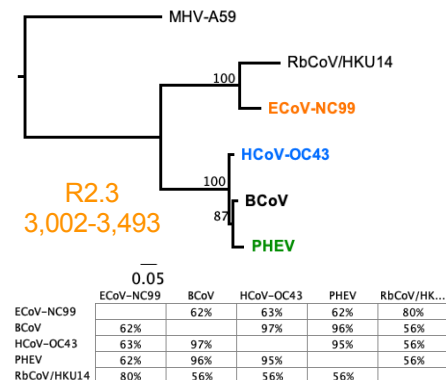 MHV-A59
RbCoV/HKU14
100
ECoV-NC99
HCoV-OC43
100
BCoV
87
PHEV
R2.3
3,002-3,493
0.05
ECoV-NC99 BCoV HCoV-OC43 PHEV RbCoV/HK...
ECoV-NC99 62% 63% 62% 80%
BCoV 62% 97% 96% 56%
HCoV-OC43 63% 97% 95% 56%
PHEV 62% 96% 95% 56%
RbCoV/HKU14 80% 56% 56% 56%